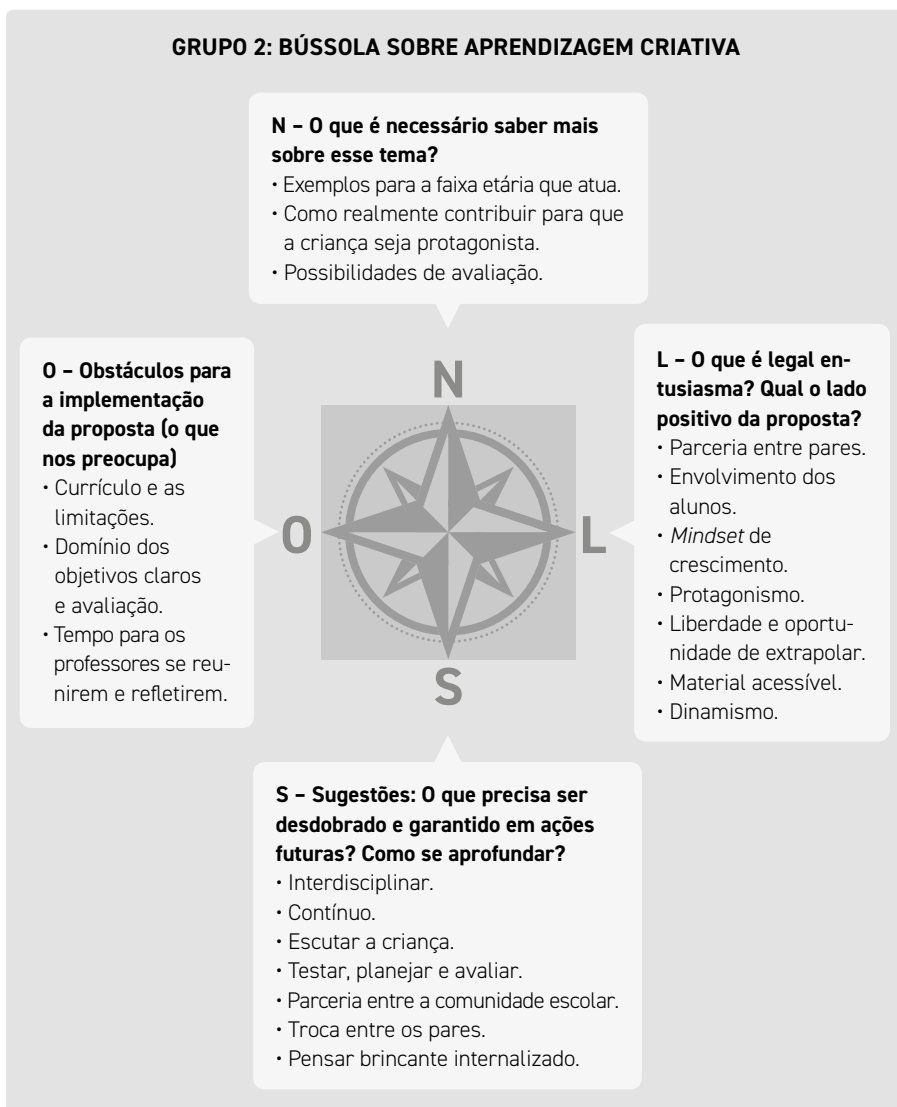 GRUPO 2: BÚSSOLA SOBRE APRENDIZAGEM CRIATIVA
N – O que é necessário saber mais
sobre esse tema?
• Exemplos para a faixa etária que atua.
• Como realmente contribuir para que
a criança seja protagonista.
• Possibilidades de avaliação.
O – Obstáculos para
a implementação
da proposta (o que
nos preocupa)
• Currículo e as
limitações.
• Domínio dos
objetivos claros
e avaliação.
• Tempo para os
professores se reu-
nirem e refletirem.
N
O
L
S
L – O que é legal en-
tusiasma? Qual o lado
positivo da proposta?
• Parceria entre pares.
• Envolvimento dos
alunos.
• Mindset de
crescimento.
• Protagonismo.
• Liberdade e oportu-
nidade de extrapolar.
• Material acessível.
• Dinamismo.
S – Sugestões: O que precisa ser
desdobrado e garantido em ações
futuras? Como se aprofundar?
• Interdisciplinar.
• Contínuo.
• Escutar a criança.
• Testar, planejar e avaliar.
• Parceria entre a comunidade escolar.
• Troca entre os pares.
• Pensar brincante internalizado.